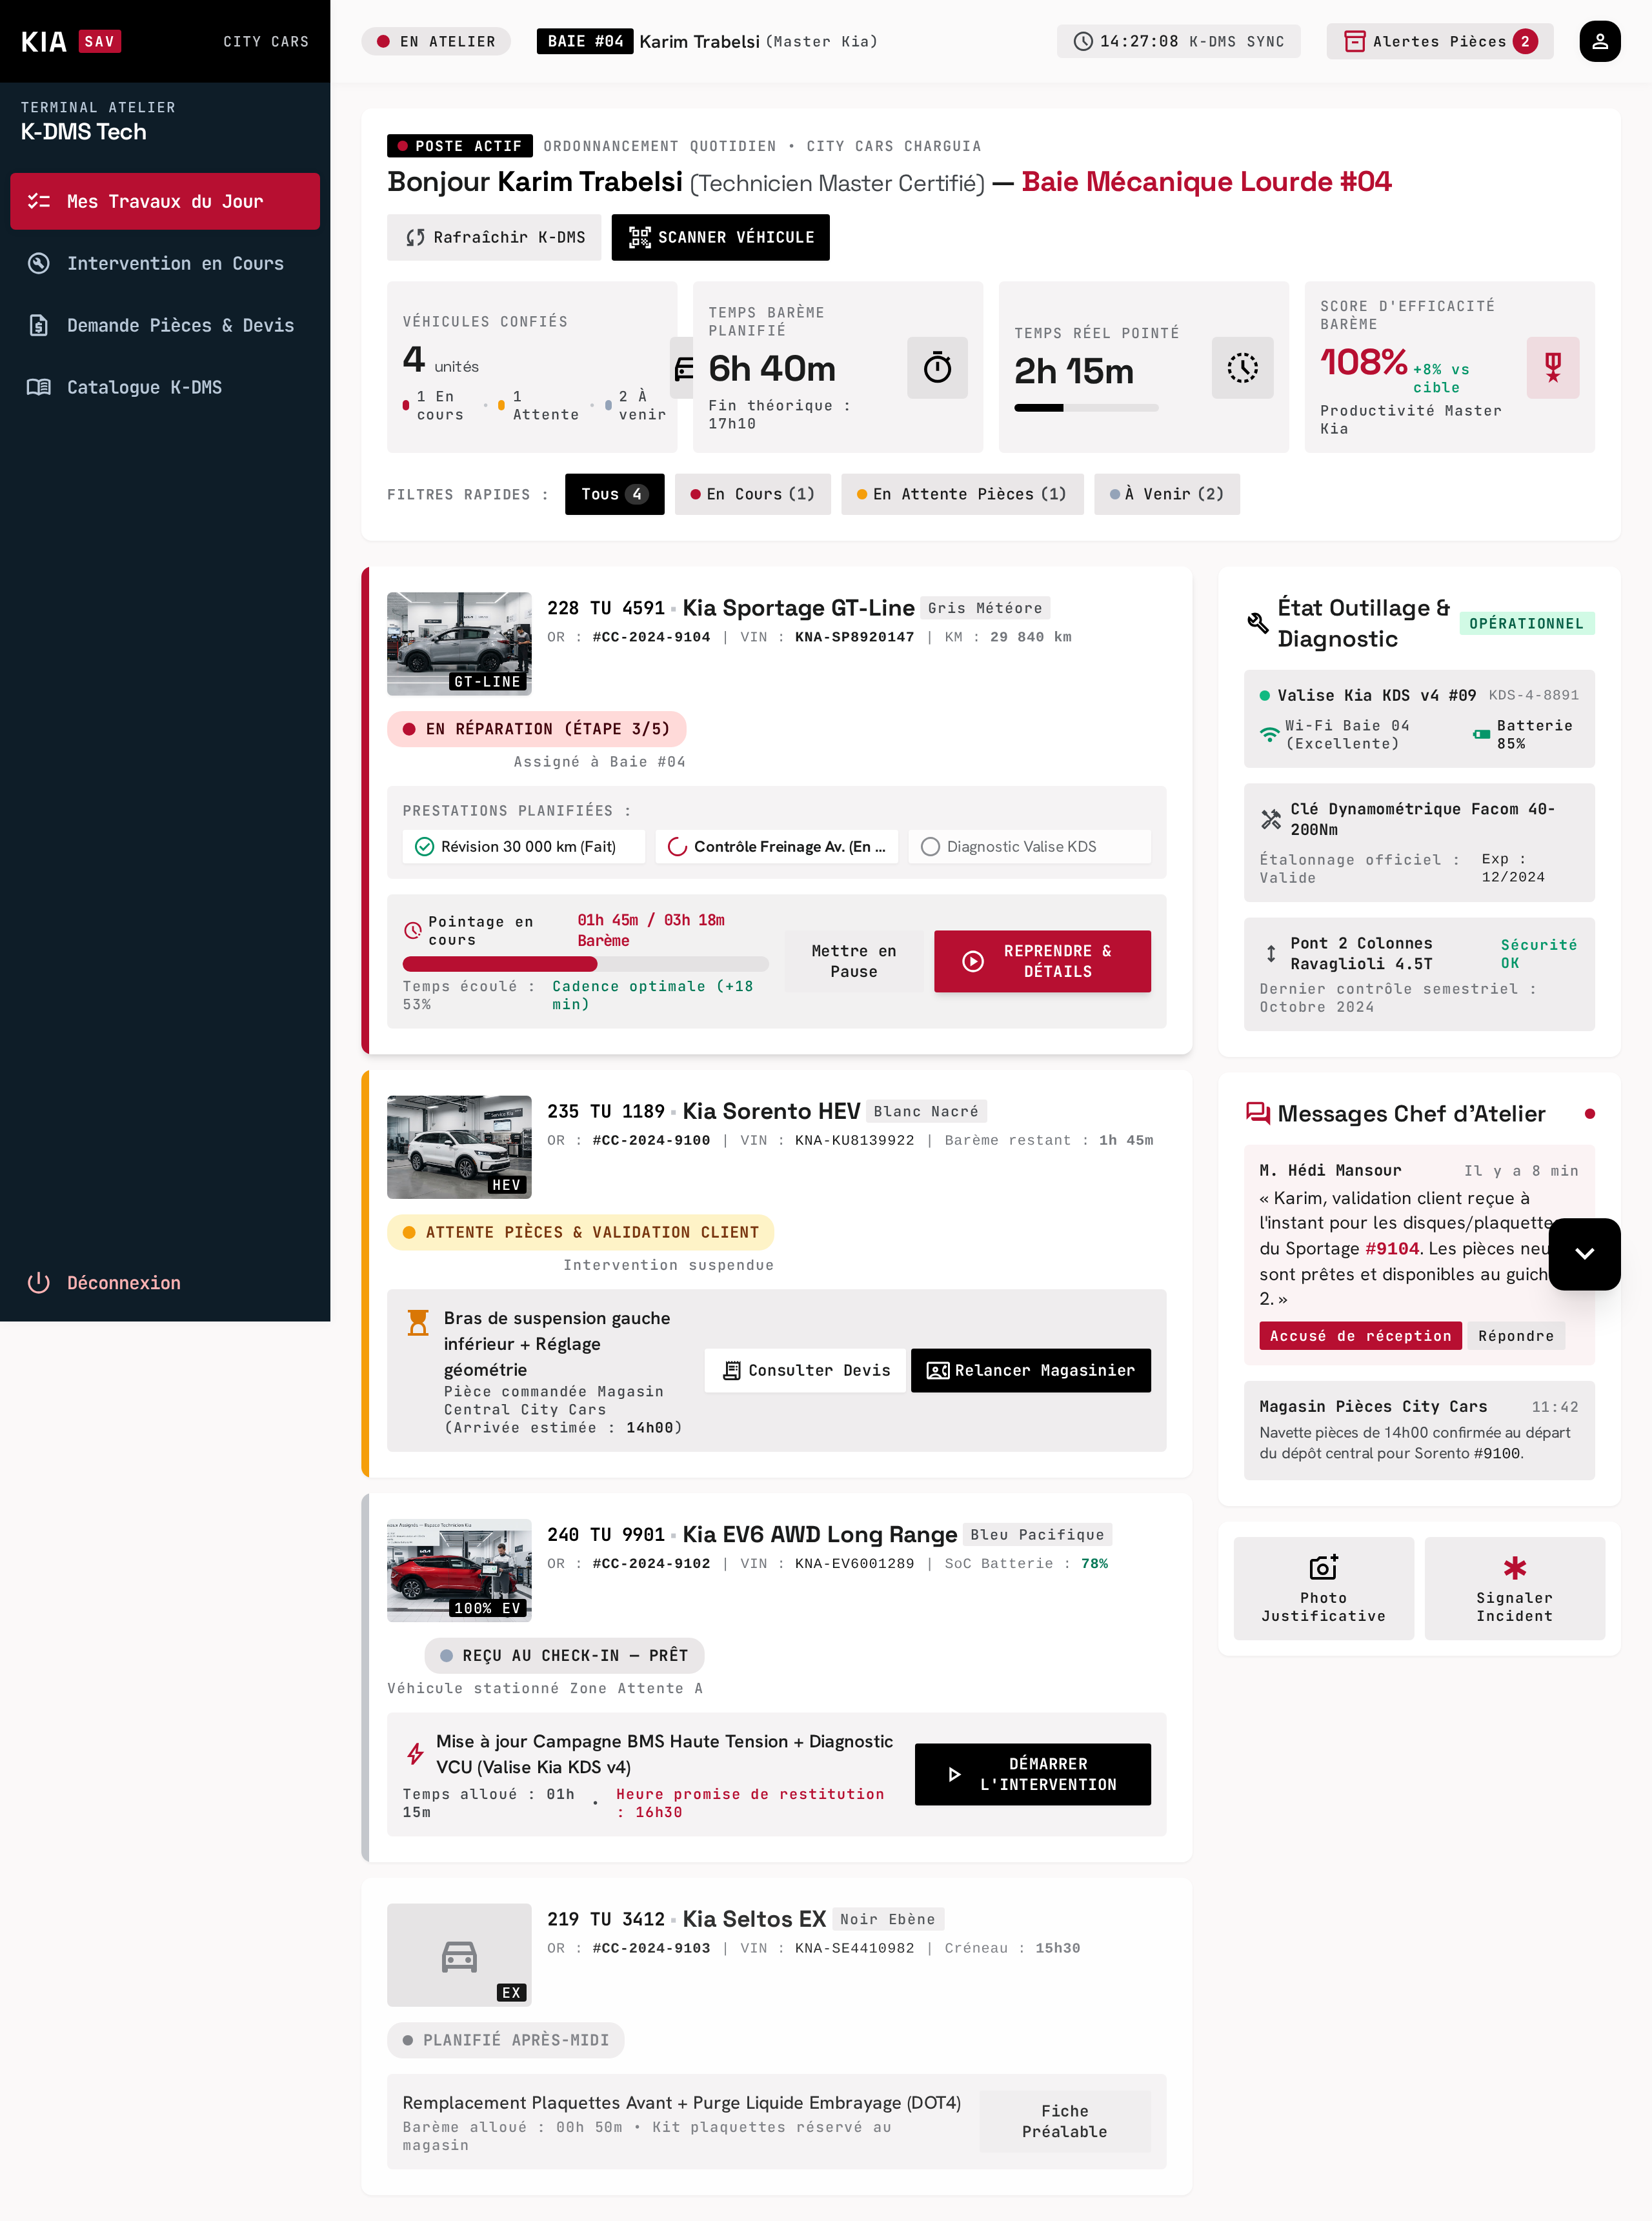 KIA SAV CITY CARS
TERMINAL ATELIER
K-DMS Tech
Mes Travaux du Jour
Intervention en Cours
Demande Pièces & Devis
Catalogue K-DMS
Déconnexion
EN ATELIER BAIE #04 Karim Trabelsi (Master Kia) 14:27:08 K-DMS SYNC Alertes Pièces 2
POSTE ACTIF ORDONNANCEMENT QUOTIDIEN • CITY CARS CHARGUIA
Bonjour Karim Trabelsi (Technicien Master Certifié) — Baie Mécanique Lourde #04
Rafraîchir K-DMS SCANNER VÉHICULE
VÉHICULES CONFIÉS
4 unités
1 En cours • 1 Attente • 2 À venir
TEMPS BARÈME
PLANIFIÉ
6h 40m
Fin théorique :
17h10
TEMPS RÉEL POINTÉ
2h 15m
SCORE D'EFFICACITÉ
BARÈME
108% +8% vs cible
Productivité Master
Kia
FILTRES RAPIDES : Tous 4 En Cours (1) En Attente Pièces (1) À Venir (2)
GT-LINE
228 TU 4591 • Kia Sportage GT-Line Gris Météore
OR : #CC-2024-9104 | VIN : KNA-SP8920147 | KM : 29 840 km
EN RÉPARATION (ÉTAPE 3/5)
Assigné à Baie #04
PRESTATIONS PLANIFIÉES :
Révision 30 000 km (Fait) Contrôle Freinage Av. (En ... Diagnostic Valise KDS
Pointage en cours
01h 45m / 03h 18m Barème
Temps écoulé : 53%
Cadence optimale (+18 min)
Mettre en
Pause
REPRENDRE &
DÉTAILS
HEV
235 TU 1189 • Kia Sorento HEV Blanc Nacré
OR : #CC-2024-9100 | VIN : KNA-KU8139922 | Barème restant : 1h 45m
ATTENTE PIÈCES & VALIDATION CLIENT
Intervention suspendue
Bras de suspension gauche
inférieur + Réglage
géométrie
Pièce commandée Magasin
Central City Cars
(Arrivée estimée : 14h00)
Consulter Devis Relancer Magasinier
100% EV
240 TU 9901 • Kia EV6 AWD Long Range Bleu Pacifique
OR : #CC-2024-9102 | VIN : KNA-EV6001289 | SoC Batterie : 78%
REÇU AU CHECK-IN — PRÊT
Véhicule stationné Zone Attente A
Mise à jour Campagne BMS Haute Tension + Diagnostic
VCU (Valise Kia KDS v4)
Temps alloué : 01h 15m
•
Heure promise de restitution : 16h30
DÉMARRER
L'INTERVENTION
EX
219 TU 3412 • Kia Seltos EX Noir Ebène
OR : #CC-2024-9103 | VIN : KNA-SE4410982 | Créneau : 15h30
PLANIFIÉ APRÈS-MIDI
Remplacement Plaquettes Avant + Purge Liquide Embrayage (DOT4)
Barème alloué : 00h 50m • Kit plaquettes réservé au
magasin
Fiche
Préalable
État Outillage &
Diagnostic
OPÉRATIONNEL
Valise Kia KDS v4 #09 KDS-4-8891
Wi-Fi Baie 04
(Excellente)
Batterie
85%
Clé Dynamométrique Facom 40-
200Nm
Étalonnage officiel :
Valide
Exp :
12/2024
Pont 2 Colonnes
Ravaglioli 4.5T
Sécurité
OK
Dernier contrôle semestriel :
Octobre 2024
Messages Chef d'Atelier
M. Hédi Mansour Il y a 8 min
« Karim, validation client reçue à
l'instant pour les disques/plaquette
du Sportage #9104. Les pièces neu
sont prêtes et disponibles au guich
2. »
Accusé de réception Répondre
Magasin Pièces City Cars 11:42
Navette pièces de 14h00 confirmée au départ
du dépôt central pour Sorento #9100.
Photo
Justificative
Signaler
Incident